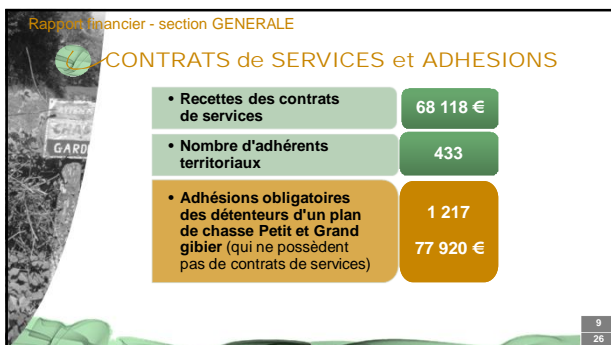 Rapport financier - section GENERALE
CONTRATS de SERVICES et ADHESIONS
• Recettes des contrats
de services
68 118 €
• Nombre d'adhérents
territoriaux
433
• Adhésions obligatoires
des détenteurs d'un plan
de chasse Petit et Grand
gibier (qui ne possèdent
pas de contrats de services)
1 217
77 920 €
GARD
9
26